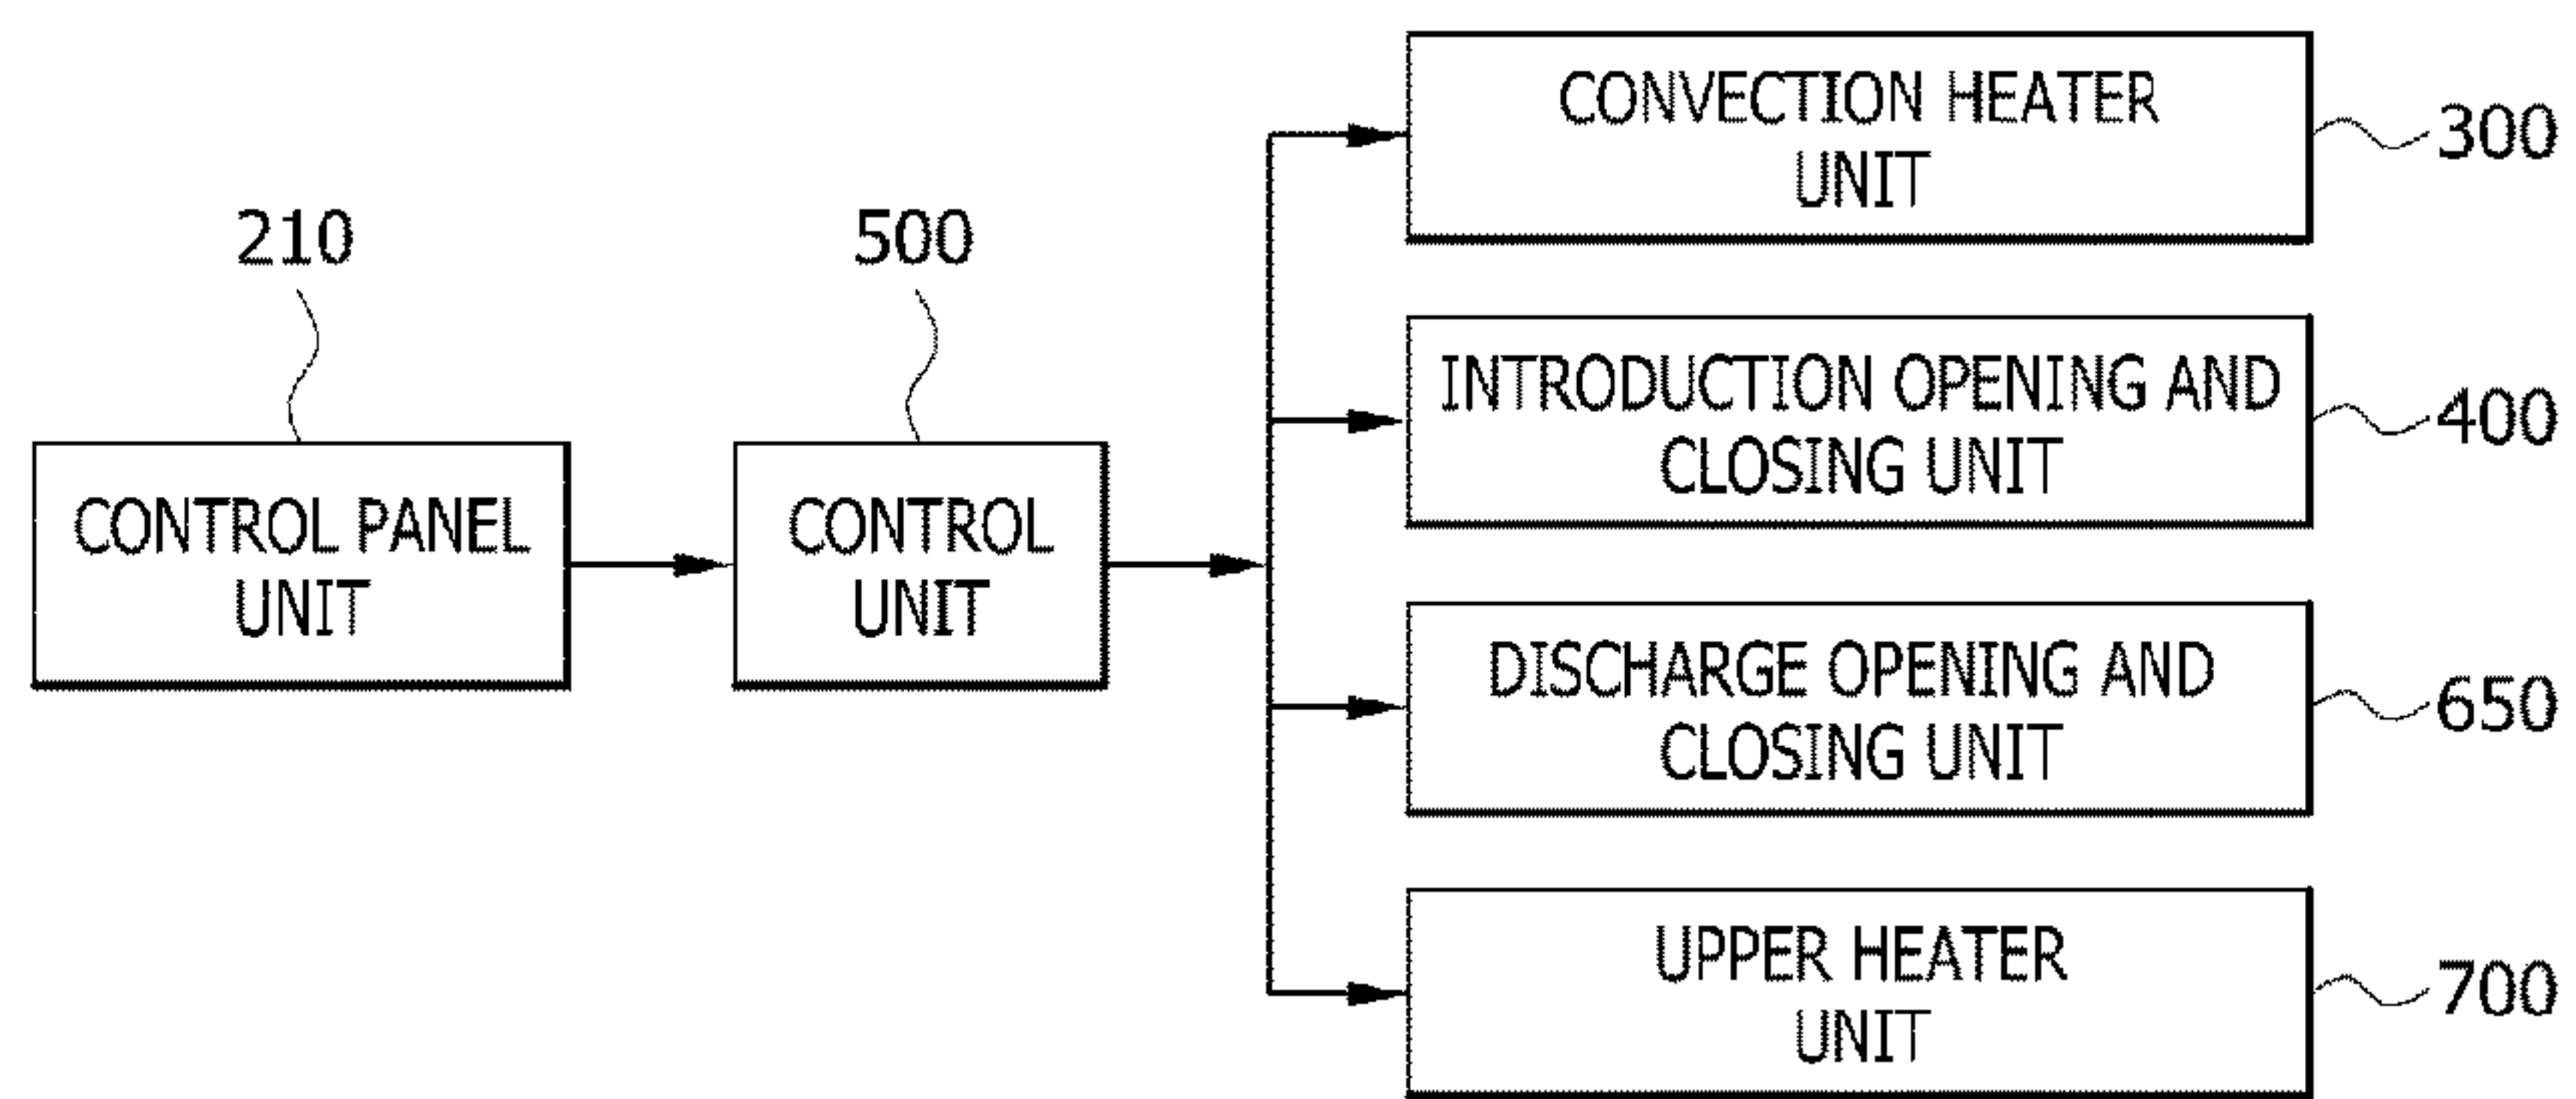 210
CONTROL PANEL
UNIT
500
CONTROL
UNIT
CONVECTION HEATER
UNIT
300
INTRODUCTION OPENING AND
CLOSING UNIT
400
DISCHARGE OPENING AND
CLOSING UNIT
650
UPPER HEATER
UNIT
700